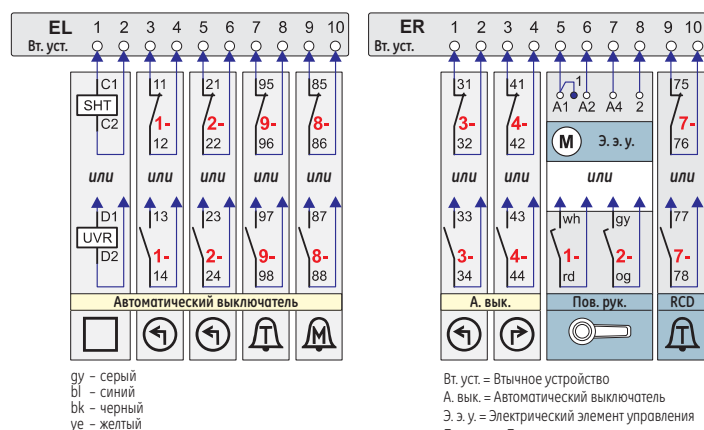 EL 1 2 3 4 5 6 7 8 9 10
Вт. уст.
C1 11 21 95 85
SHT 1- 2- 9- 8-
C2 12 22 96 86
или или или или или
D1 13 23 97 87
UVR 1- 2- 9- 8-
D2 14 24 98 88
Автоматический выключатель
T M
gy – серый
bl – синий
bk – черный
ye – желтый
ER 1 2 3 4 5 6 7 8 9 10
Вт. уст.
31 41 1 75
A1 A2 A4 2
3- 4- 7-
32 42 M Э. э. у. 76
или или или или
33 43 wh gy 77
3- 4- 1- 2- 7-
34 44 rd og 78
А. вык. Пов. рук. RCD
T
Вт. уст. = Втычное устройство
А. вык. = Автоматический выключатель
Э. э. у. = Электрический элемент управления